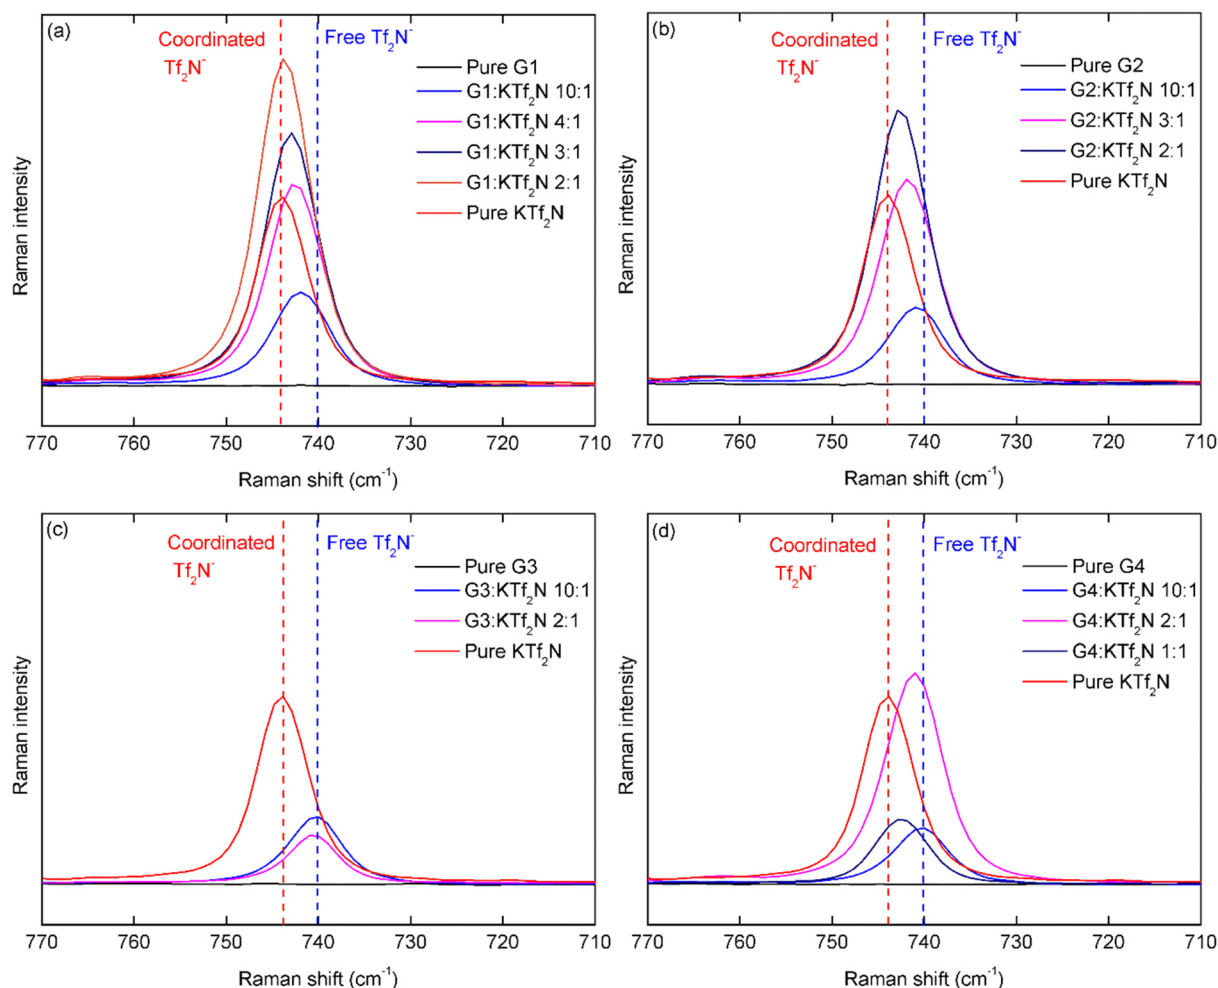 (a)
Coordinated
Tf₂N⁻
Free Tf₂N⁻
Pure G1
G1:KTf₂N 10:1
G1:KTf₂N 4:1
G1:KTf₂N 3:1
G1:KTf₂N 2:1
Pure KTf₂N
Raman intensity
770 760 750 740 730 720 710
Raman shift (cm⁻¹)
(b)
Coordinated
Tf₂N⁻
Free Tf₂N⁻
Pure G2
G2:KTf₂N 10:1
G2:KTf₂N 3:1
G2:KTf₂N 2:1
Pure KTf₂N
Raman intensity
770 760 750 740 730 720 710
Raman shift (cm⁻¹)
(c)
Coordinated
Tf₂N⁻
Free Tf₂N⁻
Pure G3
G3:KTf₂N 10:1
G3:KTf₂N 2:1
Pure KTf₂N
Raman intensity
770 760 750 740 730 720 710
Raman shift (cm⁻¹)
(d)
Coordinated
Tf₂N⁻
Free Tf₂N⁻
Pure G4
G4:KTf₂N 10:1
G4:KTf₂N 2:1
G4:KTf₂N 1:1
Pure KTf₂N
Raman intensity
770 760 750 740 730 720 710
Raman shift (cm⁻¹)